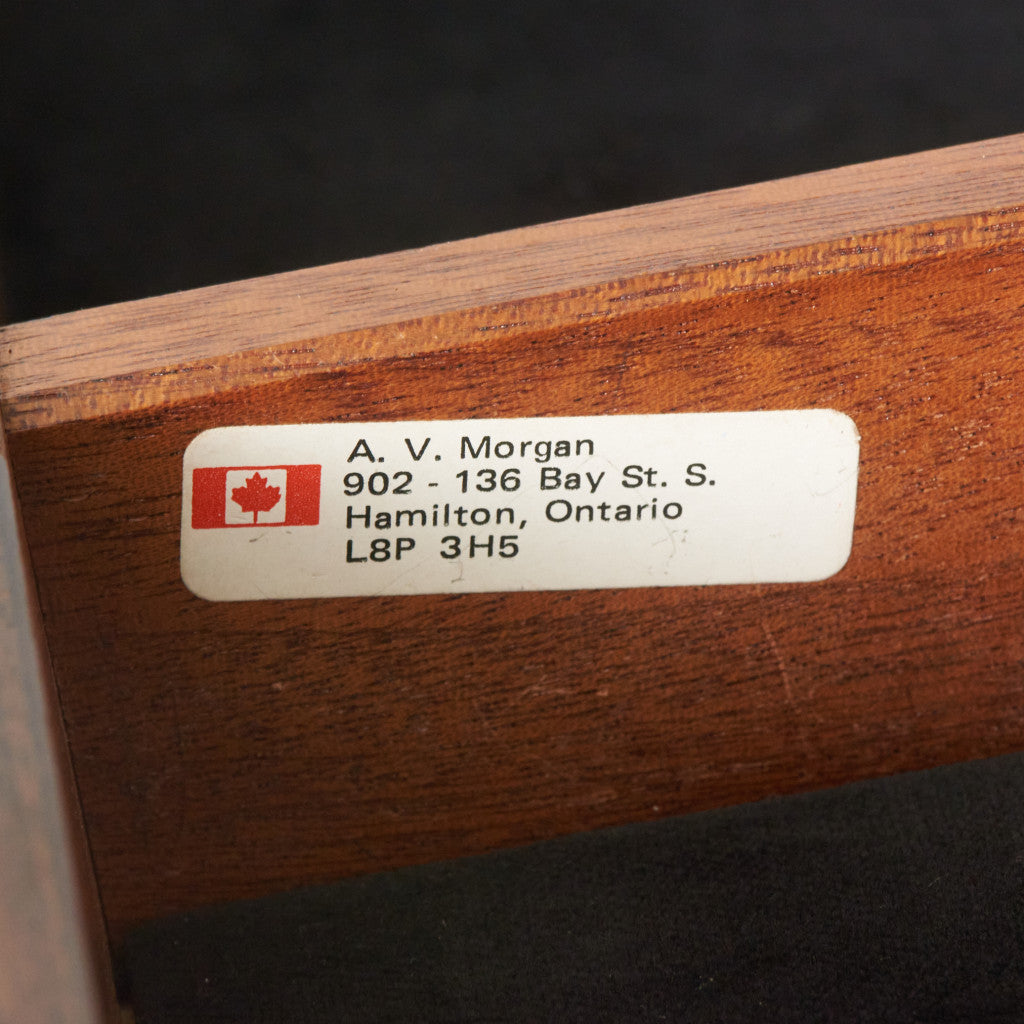 A. V. Morgan
902 - 136 Bay St. S.
Hamilton, Ontario
L8P 3H5